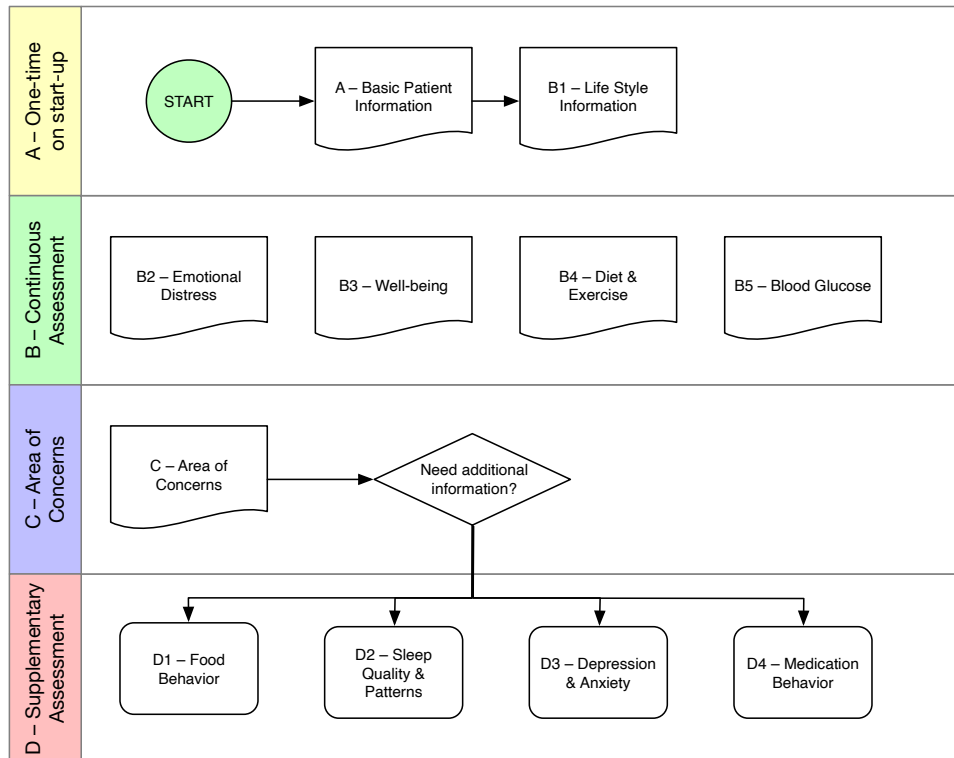 A – One-time
on start-up
START
A – Basic Patient
Information
B1 – Life Style
Information
B – Continuous
Assessment
B2 – Emotional
Distress
B3 – Well-being
B4 – Diet &
Exercise
B5 – Blood Glucose
C – Area of
Concerns
C – Area of
Concerns
Need additional
information?
D – Supplementary
Assessment
D1 – Food
Behavior
D2 – Sleep
Quality &
Patterns
D3 – Depression
& Anxiety
D4 – Medication
Behavior